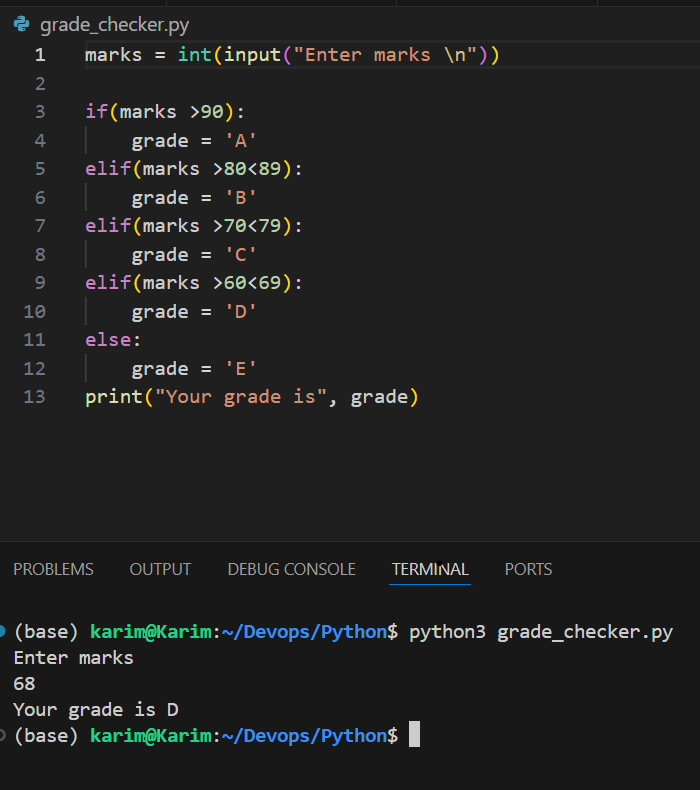 grade_checker.py
1 marks = int(input("Enter marks \n"))
2
3 if(marks >90):
4     grade = 'A'
5 elif(marks >80<89):
6     grade = 'B'
7 elif(marks >70<79):
8     grade = 'C'
9 elif(marks >60<69):
10     grade = 'D'
11 else:
12     grade = 'E'
13 print("Your grade is", grade)
PROBLEMS OUTPUT DEBUG CONSOLE TERMINAL PORTS
(base) karim@Karim:~/Devops/Python$ python3 grade_checker.py
Enter marks
68
Your grade is D
(base) karim@Karim:~/Devops/Python$